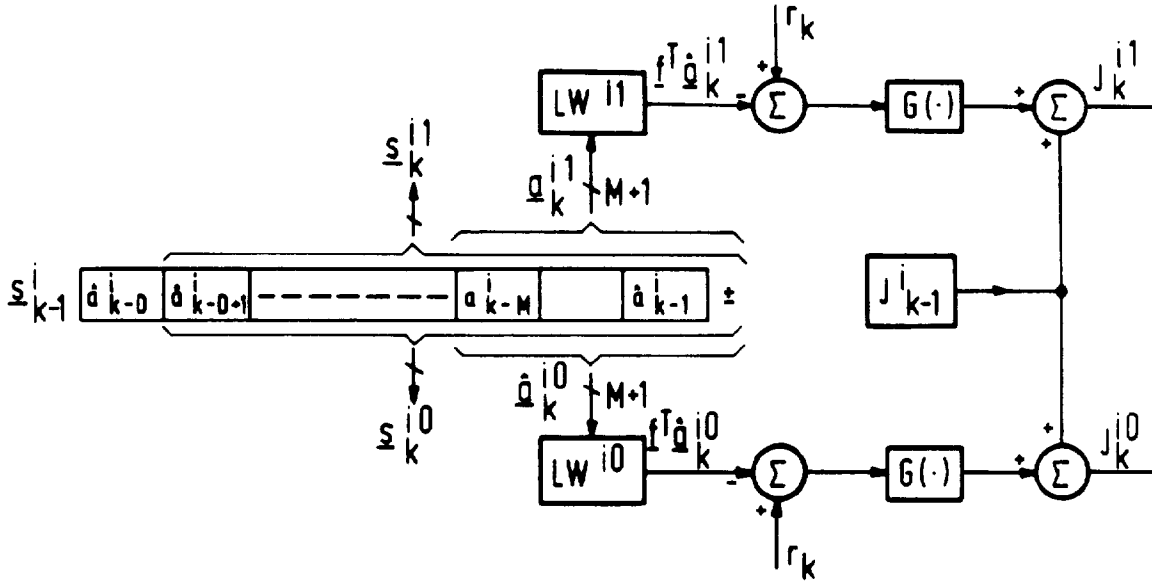 r_k
LW^{i1}
f^T â_k^{i1}
+
-
Σ
G(·)
+
Σ
+
J_k^{i1}
s_k^{i1}
a_k^{i1}
M+1
s_{k-1}^i
â_{k-D}^i
â_{k-D+1}^i
a_{k-M}^i
â_{k-1}^i
±
J_{k-1}^i
s_k^{i0}
â_k^{i0}
M+1
LW^{i0}
f^T â_k^{i0}
-
+
Σ
G(·)
+
+
Σ
J_k^{i0}
r_k